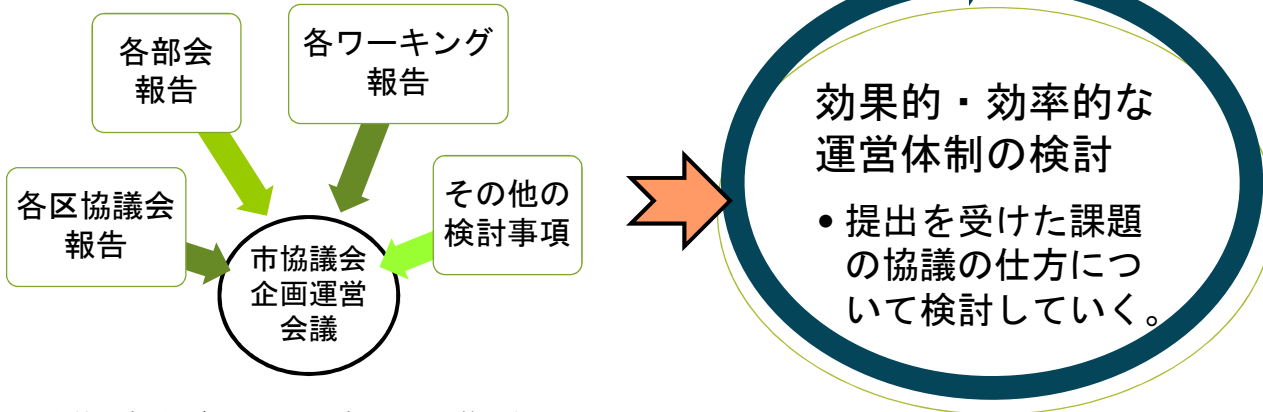 各部会
報告
各ワーキング
報告
各区協議会
報告
その他の
検討事項
市協議会
企画運営
会議
効果的・効率的な
運営体制の検討
• 提出を受けた課題
の協議の仕方につ
いて検討していく。